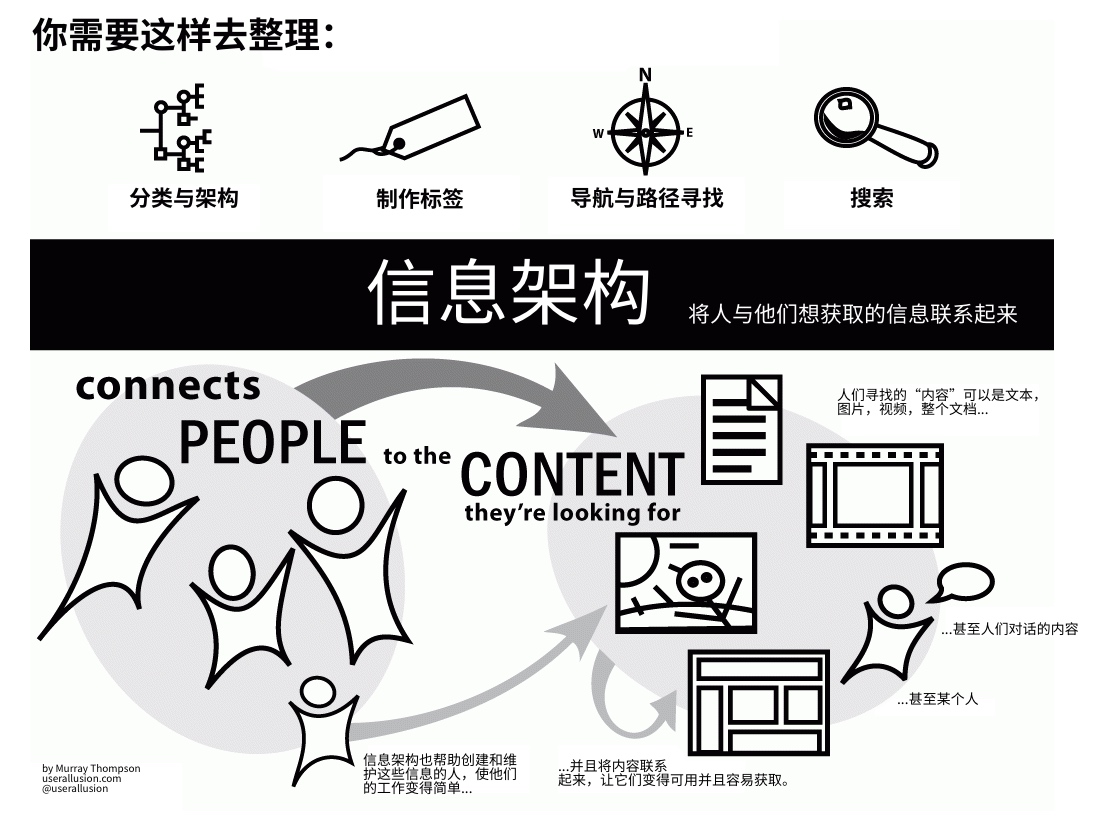 你需要这样去整理：
N
W
E
分类与架构
制作标签
导航与路径寻找
搜索
信息架构
将人与他们想获取的信息联系起来
connects
PEOPLE
to the
CONTENT
they're looking for
人们寻找的“内容”可以是文本，
图片，视频，整个文档...
...甚至人们对话的内容
...甚至某个人
信息架构也帮助创建和维
护这些信息的人，使他们
的工作变得简单...
...并且将内容联系
起来，让它们变得可用并且容易获取。
by Murray Thompson
userallusion.com
@userallusion